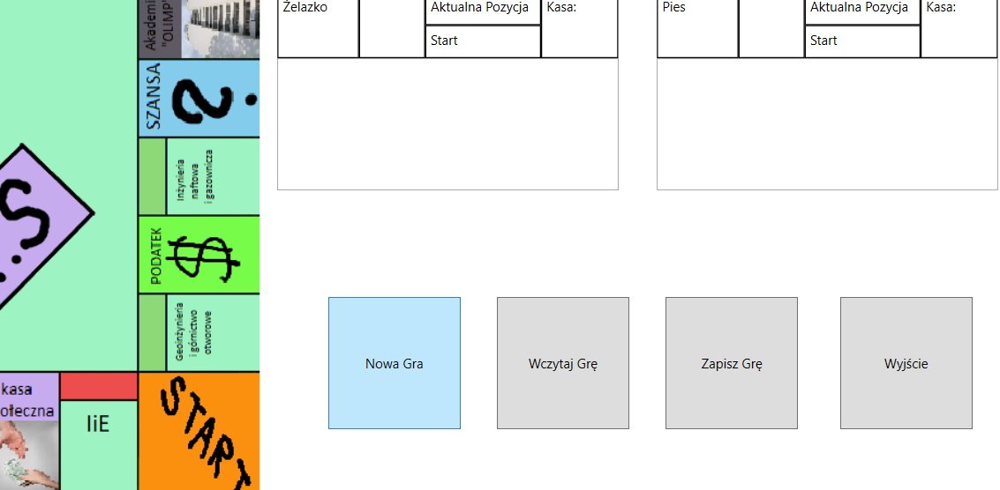 Akademi
"OLIMP"
SZANSA
?
Inżynieria
naftowa
i gazownicza
PODATEK
$
Geoinżynieria
i górnictwo
otworowe
START
IiE
kasa
ołeczna
..S
Żelazko
Aktualna Pozycja
Kasa:
Start
Pies
Aktualna Pozycja
Kasa:
Start
Nowa Gra
Wczytaj Grę
Zapisz Grę
Wyjście